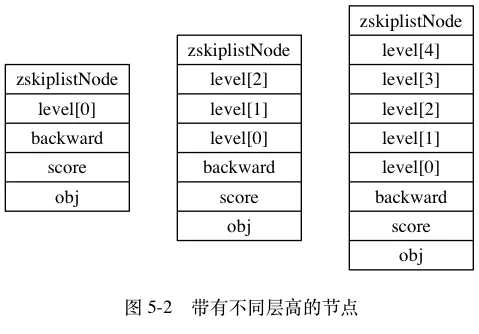 zskiplistNode
level[0]
backward
score
obj
zskiplistNode
level[2]
level[1]
level[0]
backward
score
obj
zskiplistNode
level[4]
level[3]
level[2]
level[1]
level[0]
backward
score
obj
图 5-2 带有不同层高的节点